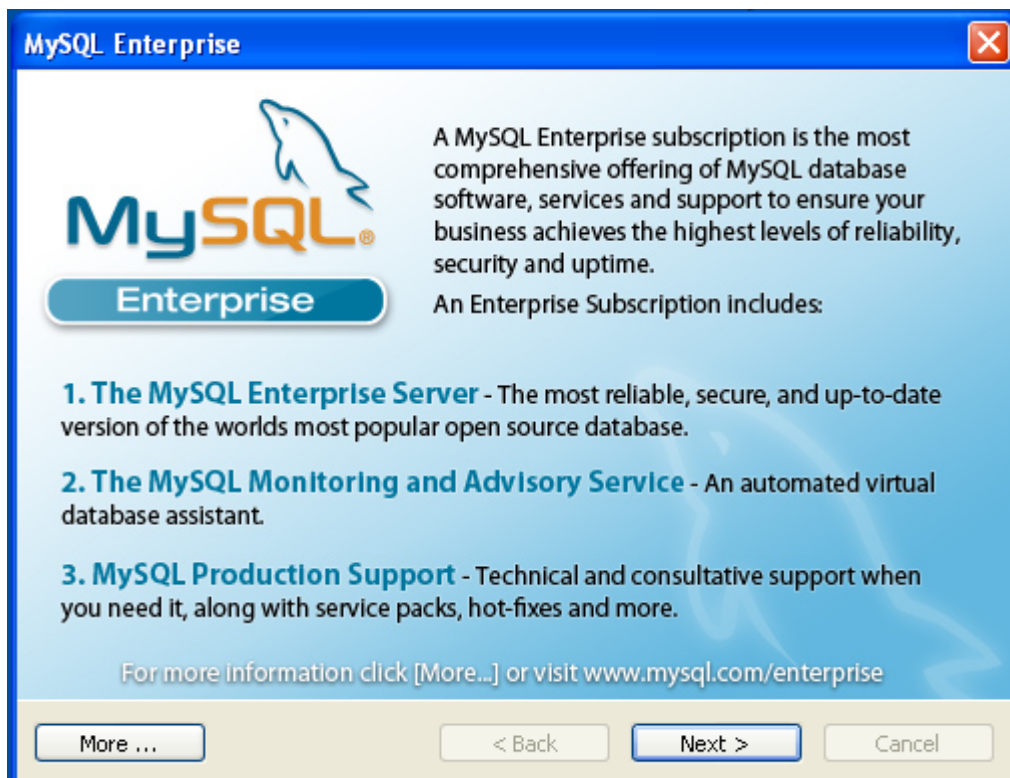 MySQL Enterprise
MySQL®
Enterprise
A MySQL Enterprise subscription is the most
comprehensive offering of MySQL database
software, services and support to ensure your
business achieves the highest levels of reliability,
security and uptime.
An Enterprise Subscription includes:
1. The MySQL Enterprise Server - The most reliable, secure, and up-to-date
version of the worlds most popular open source database.
2. The MySQL Monitoring and Advisory Service - An automated virtual
database assistant.
3. MySQL Production Support - Technical and consultative support when
you need it, along with service packs, hot-fixes and more.
For more information click [More...] or visit www.mysql.com/enterprise
More ...
< Back
Next >
Cancel